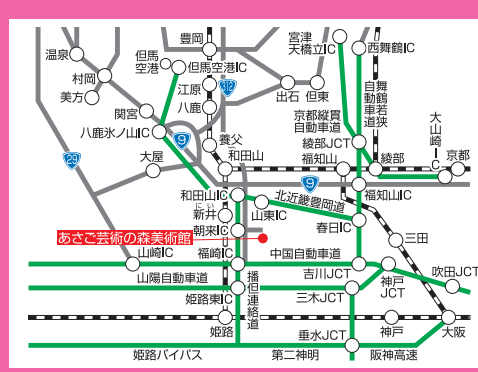 豊岡
宮津
天橋立IC
西舞鶴IC
温泉
但馬
空港
但馬空港IC
村岡
江原
312
出石
但東
美方
八鹿
舞鶴若狭
自動車道
関宮
京都縦貫
自動車道
大山崎IC
八鹿氷ノ山IC
9
養父
綾部JCT
29
大屋
和田山
福知山
綾部
京都
9
和田山IC
北近畿豊岡道
福知山IC
にい
新井
山東IC
朝来IC
春日IC
あさご芸術の森美術館
三田
山崎IC
福崎IC
中国自動車道
山陽自動車道
播但連絡道
吉川JCT
神戸
JCT
吹田JCT
姫路東IC
三木JCT
姫路
神戸
大阪
垂水JCT
姫路バイパス
第二神明
阪神高速